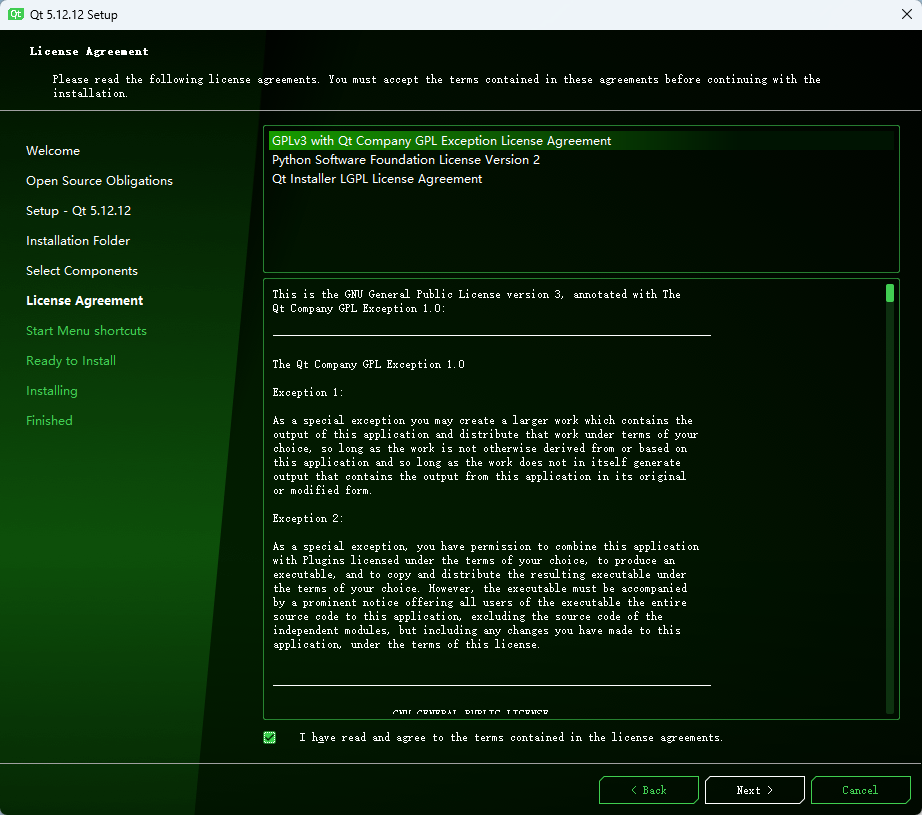 Qt Qt 5.12.12 Setup
License Agreement
Please read the following license agreements. You must accept the terms contained in these agreements before continuing with the
installation.
Welcome
Open Source Obligations
Setup - Qt 5.12.12
Installation Folder
Select Components
License Agreement
Start Menu shortcuts
Ready to Install
Installing
Finished
GPLv3 with Qt Company GPL Exception License Agreement
Python Software Foundation License Version 2
Qt Installer LGPL License Agreement
This is the GNU General Public License version 3, annotated with The
Qt Company GPL Exception 1.0:
The Qt Company GPL Exception 1.0
Exception 1:
As a special exception you may create a larger work which contains the
output of this application and distribute that work under terms of your
choice, so long as the work is not otherwise derived from or based on
this application and so long as the work does not in itself generate
output that contains the output from this application in its original
or modified form.
Exception 2:
As a special exception, you have permission to combine this application
with Plugins licensed under the terms of your choice, to produce an
executable, and to copy and distribute the resulting executable under
the terms of your choice. However, the executable must be accompanied
by a prominent notice offering all users of the executable the entire
source code to this application, excluding the source code of the
independent modules, but including any changes you have made to this
application, under the terms of this license.
GNU GENERAL PUBLIC LICENSE
I have read and agree to the terms contained in the license agreements.
< Back
Next >
Cancel